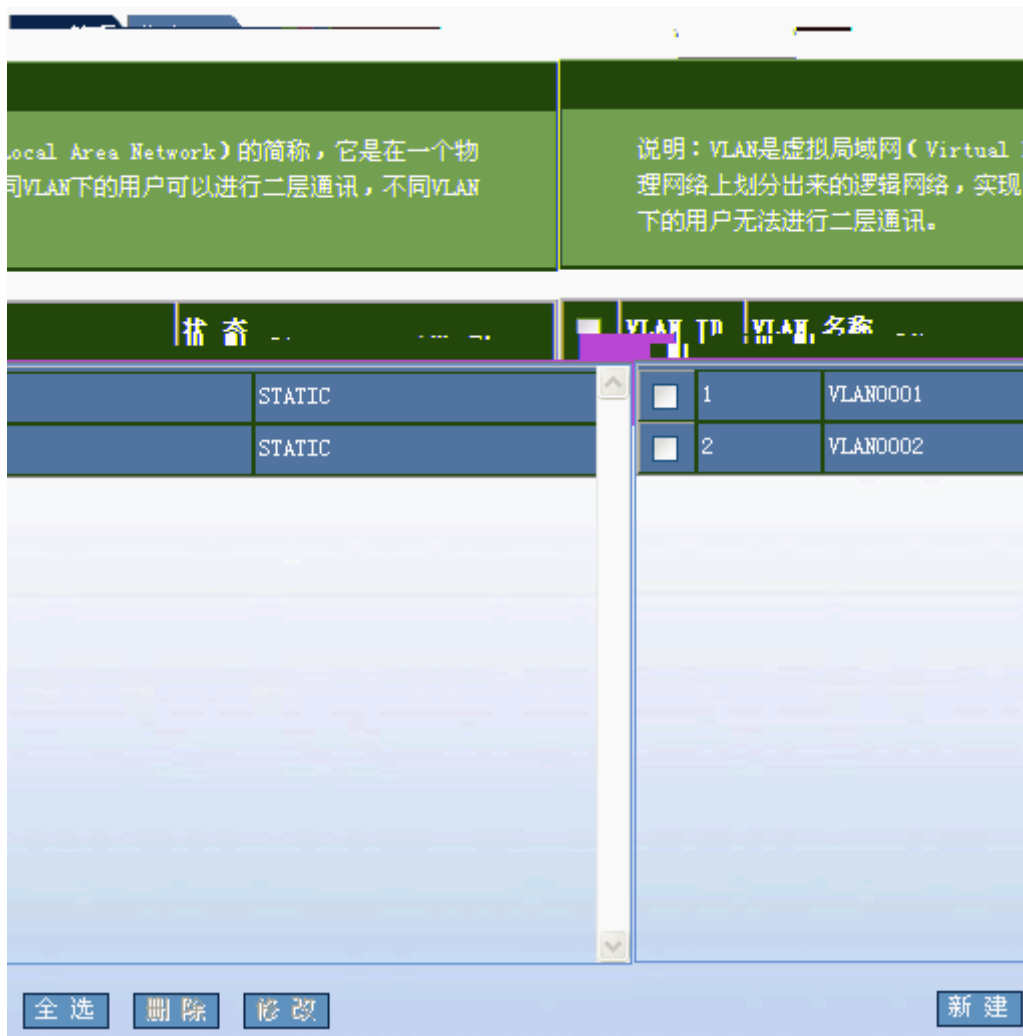 ocal Area Network)的简称，它是在一个物
同VLAN下的用户可以进行二层通讯，不同VLAN
说明：VLAN是虚拟局域网(Virtual
理网络上划分出来的逻辑网络，实现
下的用户无法进行二层通讯。
状 态
VLAN ID VLAN 名称
STATIC
STATIC
1 VLAN0001
2 VLAN0002
全 选 删 除 修 改
新 建